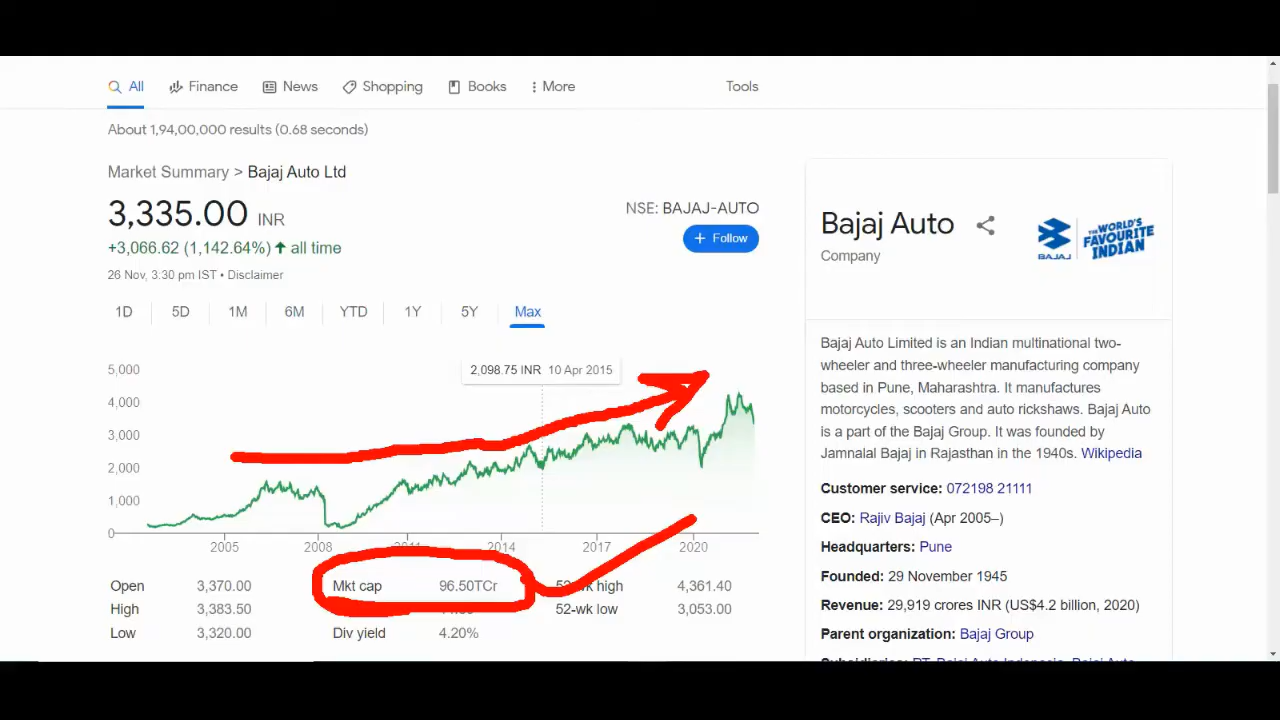 All Finance News Shopping Books More Tools
About 1,94,00,000 results (0.68 seconds)
Market Summary > Bajaj Auto Ltd
3,335.00 INR
+3,066.62 (1,142.64%) all time
26 Nov, 3.30 pm IST • Disclaimer
NSE: BAJAJ-AUTO
+ Follow
1D 5D 1M 6M YTD 1Y 5Y Max
2,098.75 INR 10 Apr 2015
5,000
4,000
3,000
2,000
1,000
0
2005 2008 2011 2014 2017 2020
Open 3,370.00 Mkt cap 96.50TCr 52-wk high 4,361.40
High 3,383.50 52-wk low 3,053.00
Low 3,320.00 Div yield 4.20%
Bajaj Auto
Company
BAJAJ
THE WORLD'S
FAVOURITE
INDIAN
Bajaj Auto Limited is an Indian multinational two-
wheeler and three-wheeler manufacturing company
based in Pune, Maharashtra. It manufactures
motorcycles, scooters and auto rickshaws. Bajaj Auto
is a part of the Bajaj Group. It was founded by
Jamnalal Bajaj in Rajasthan in the 1940s. Wikipedia
Customer service: 072198 21111
CEO: Rajiv Bajaj (Apr 2005–)
Headquarters: Pune
Founded: 29 November 1945
Revenue: 29,919 crores INR (US$4.2 billion, 2020)
Parent organization: Bajaj Group
Subsidiaries: PT. Bajaj Auto Indonesia, Bajaj Auto